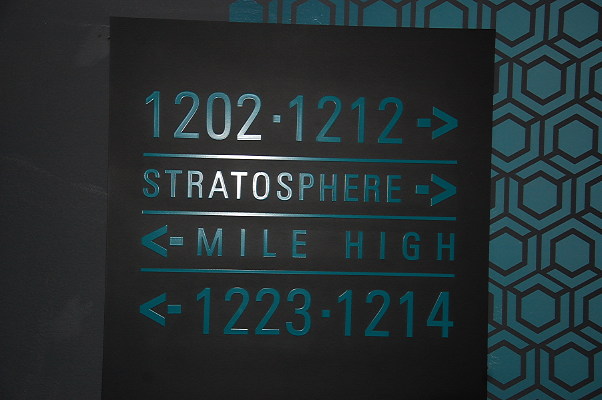 1202·1212 ->
STRATOSPHERE ->
<- MILE HIGH
<- 1223·1214